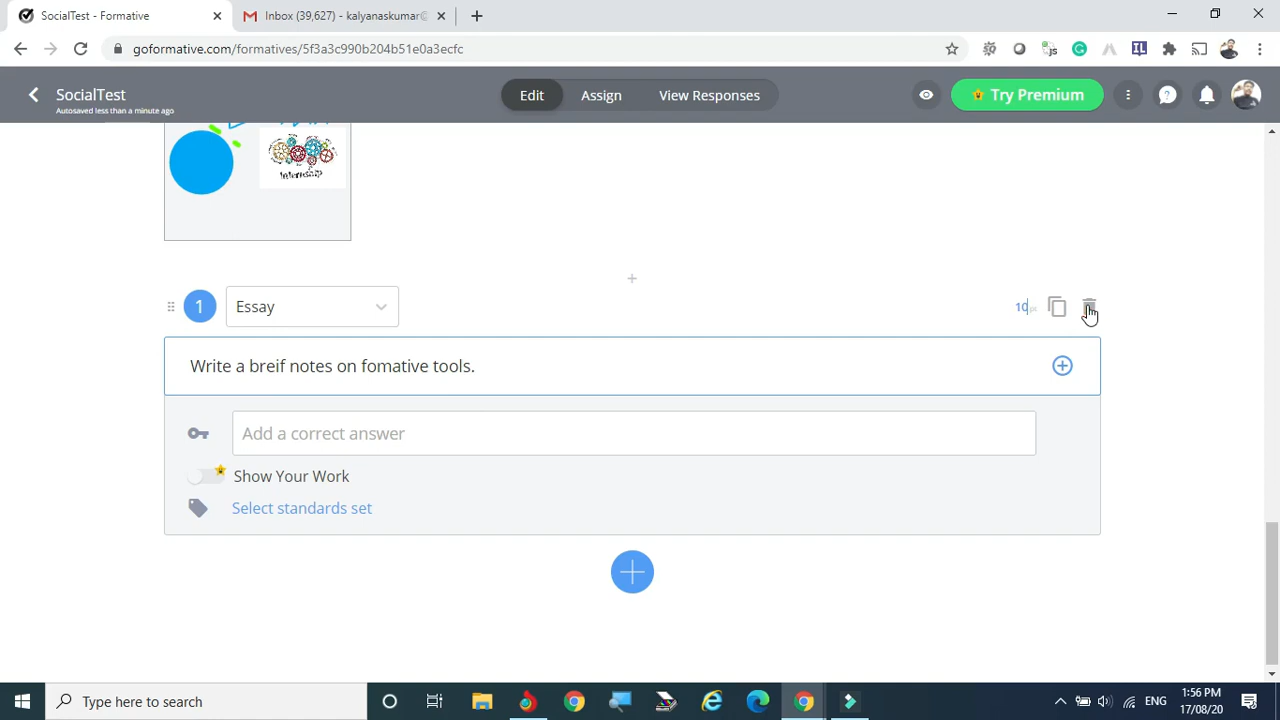 SocialTest - Formative
Inbox (39,627) - kalyanaskumar@
goformative.com/formatives/5f3a3c990b204b51e0a3ecfc
SocialTest
Autosaved less than a minute ago
Edit
Assign
View Responses
Try Premium
Internship
1
Essay
10
Write a breif notes on fomative tools.
Add a correct answer
Show Your Work
Select standards set
Type here to search
ENG
1:56 PM
17/08/20